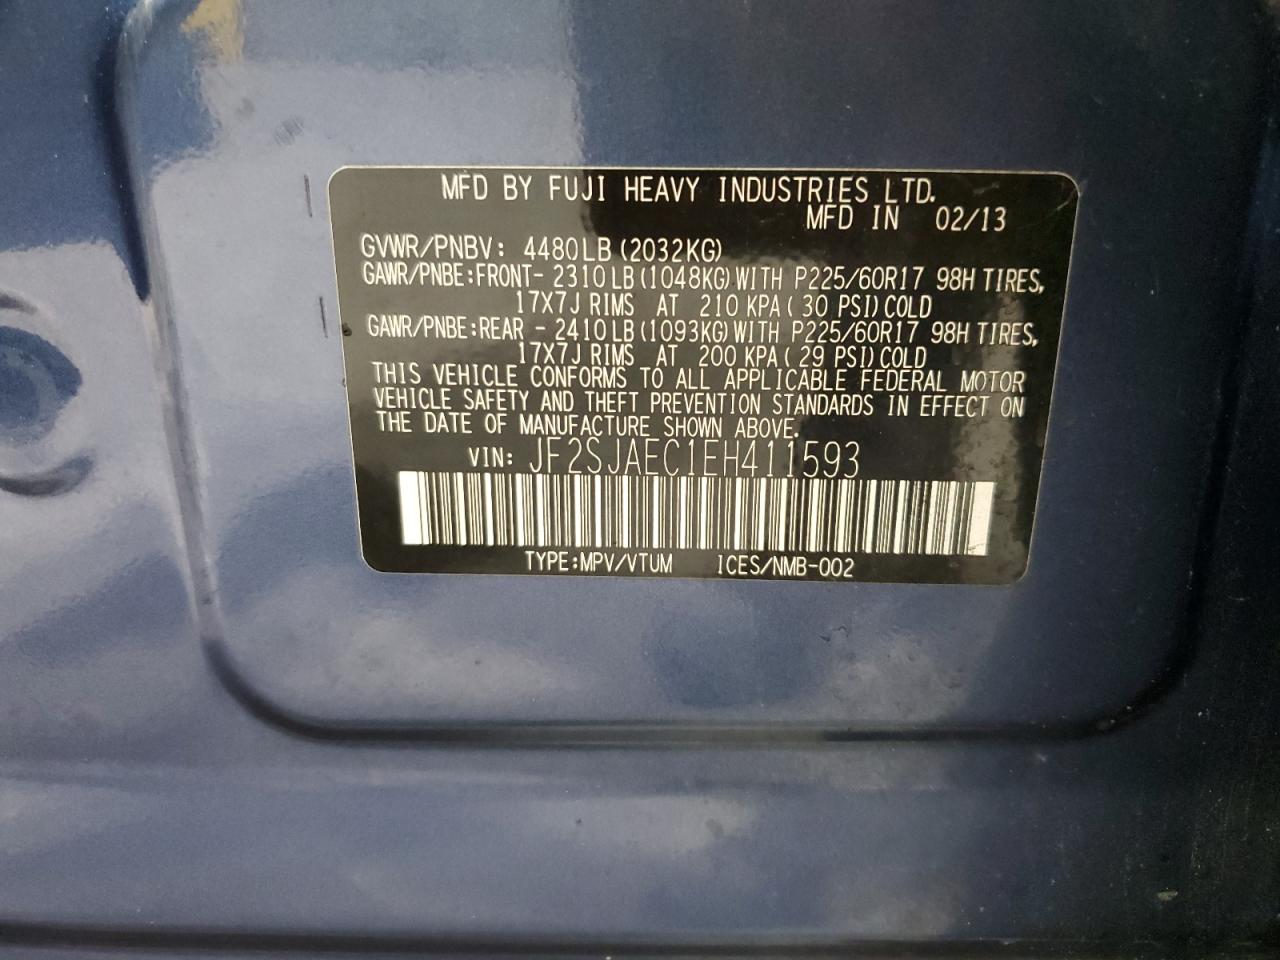 MFD BY FUJI HEAVY INDUSTRIES LTD.
MFD IN 02/13
GVWR/PNBV: 4480LB(2032KG)
GAWR/PNBE:FRONT- 2310LB(1048KG)WITH P225/60R17 98H TIRES,
17X7J RIMS AT 210 KPA( 30 PSI)COLD
GAWR/PNBE:REAR - 2410LB(1093KG)WITH P225/60R17 98H TIRES,
17X7J RIMS AT 200 KPA( 29 PSI)COLD
THIS VEHICLE CONFORMS TO ALL APPLICABLE FEDERAL MOTOR
VEHICLE SAFETY AND THEFT PREVENTION STANDARDS IN EFFECT ON
THE DATE OF MANUFACTURE SHOWN ABOVE.
VIN: JF2SJAEC1EH411593
TYPE:MPV/VTUM ICES/NMB-002